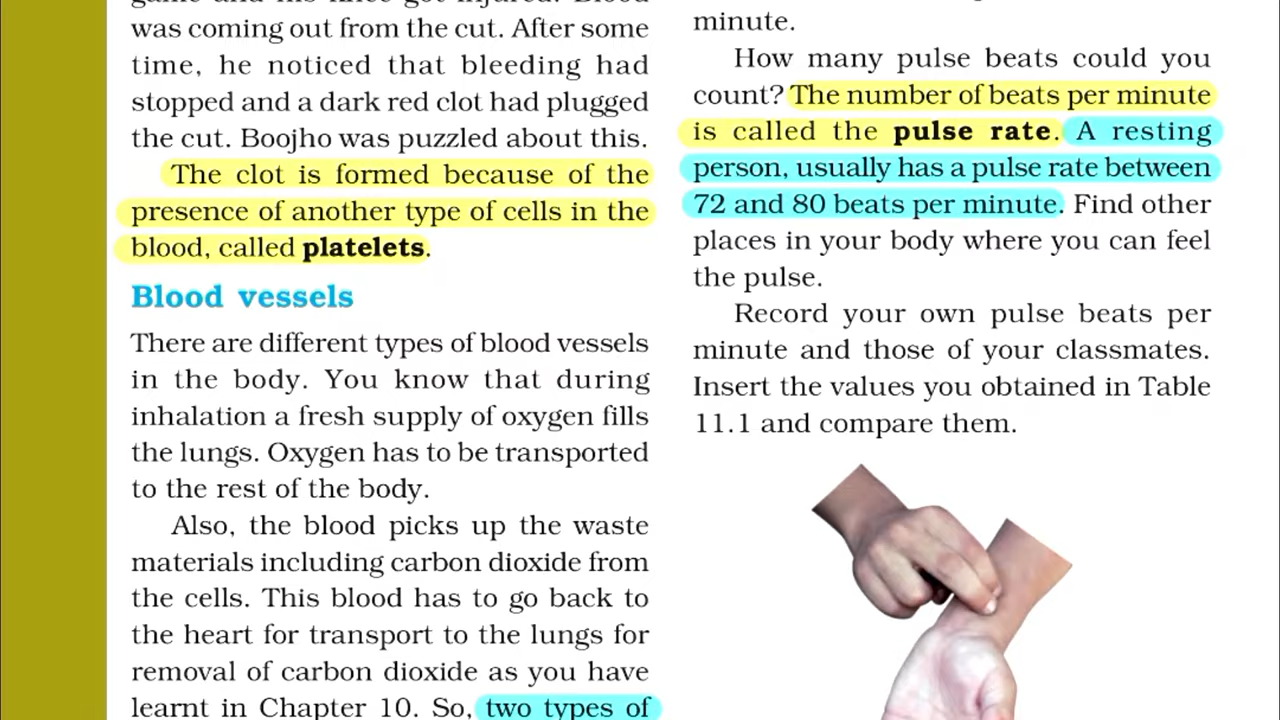 was coming out from the cut. After some
time, he noticed that bleeding had
stopped and a dark red clot had plugged
the cut. Boojho was puzzled about this.
The clot is formed because of the
presence of another type of cells in the
blood, called platelets.
Blood vessels
There are different types of blood vessels
in the body. You know that during
inhalation a fresh supply of oxygen fills
the lungs. Oxygen has to be transported
to the rest of the body.
Also, the blood picks up the waste
materials including carbon dioxide from
the cells. This blood has to go back to
the heart for transport to the lungs for
removal of carbon dioxide as you have
learnt in Chapter 10. So, two types of
minute.
How many pulse beats could you
count? The number of beats per minute
is called the pulse rate. A resting
person, usually has a pulse rate between
72 and 80 beats per minute. Find other
places in your body where you can feel
the pulse.
Record your own pulse beats per
minute and those of your classmates.
Insert the values you obtained in Table
11.1 and compare them.